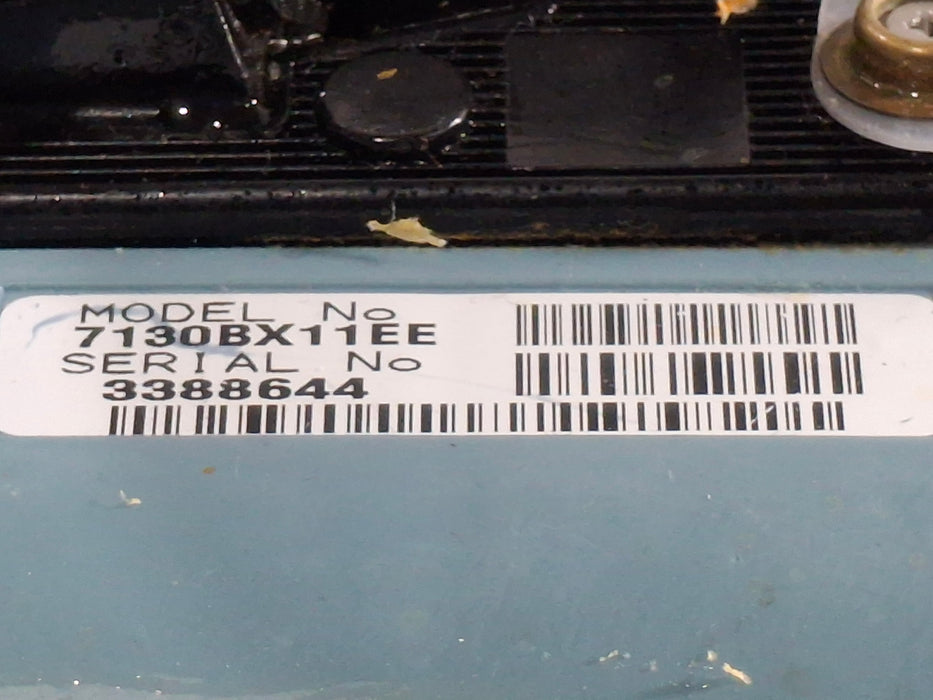 MODEL No
7130BX11EE
SERIAL No
3388644